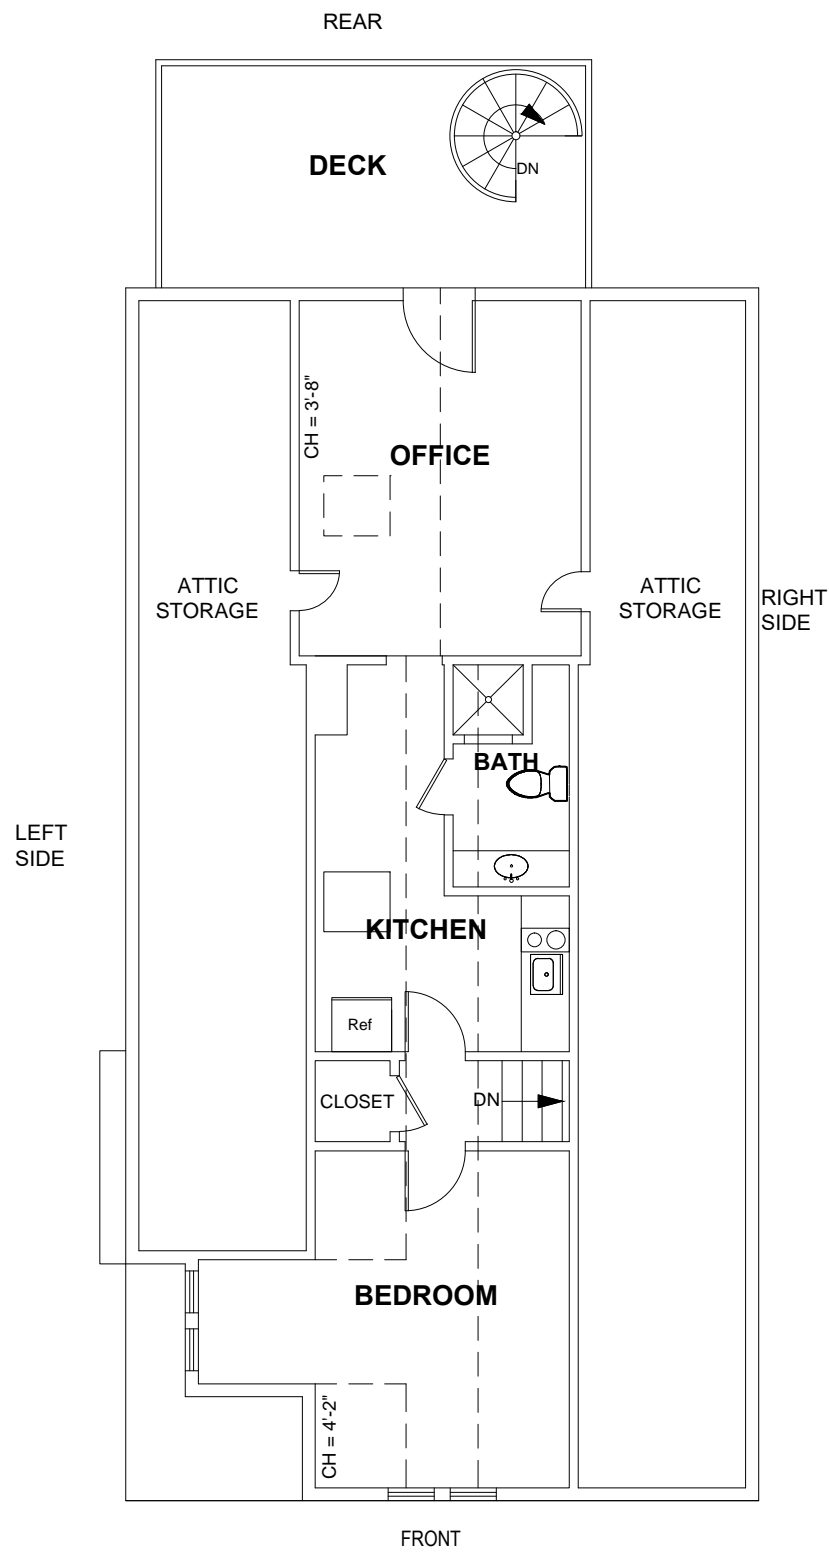 REAR
DECK
DN
CH = 3'-8"
OFFICE
ATTIC
STORAGE
ATTIC
STORAGE
RIGHT
SIDE
BATH
LEFT
SIDE
KITCHEN
Ref
CLOSET
DN
BEDROOM
CH = 4'-2"
FRONT